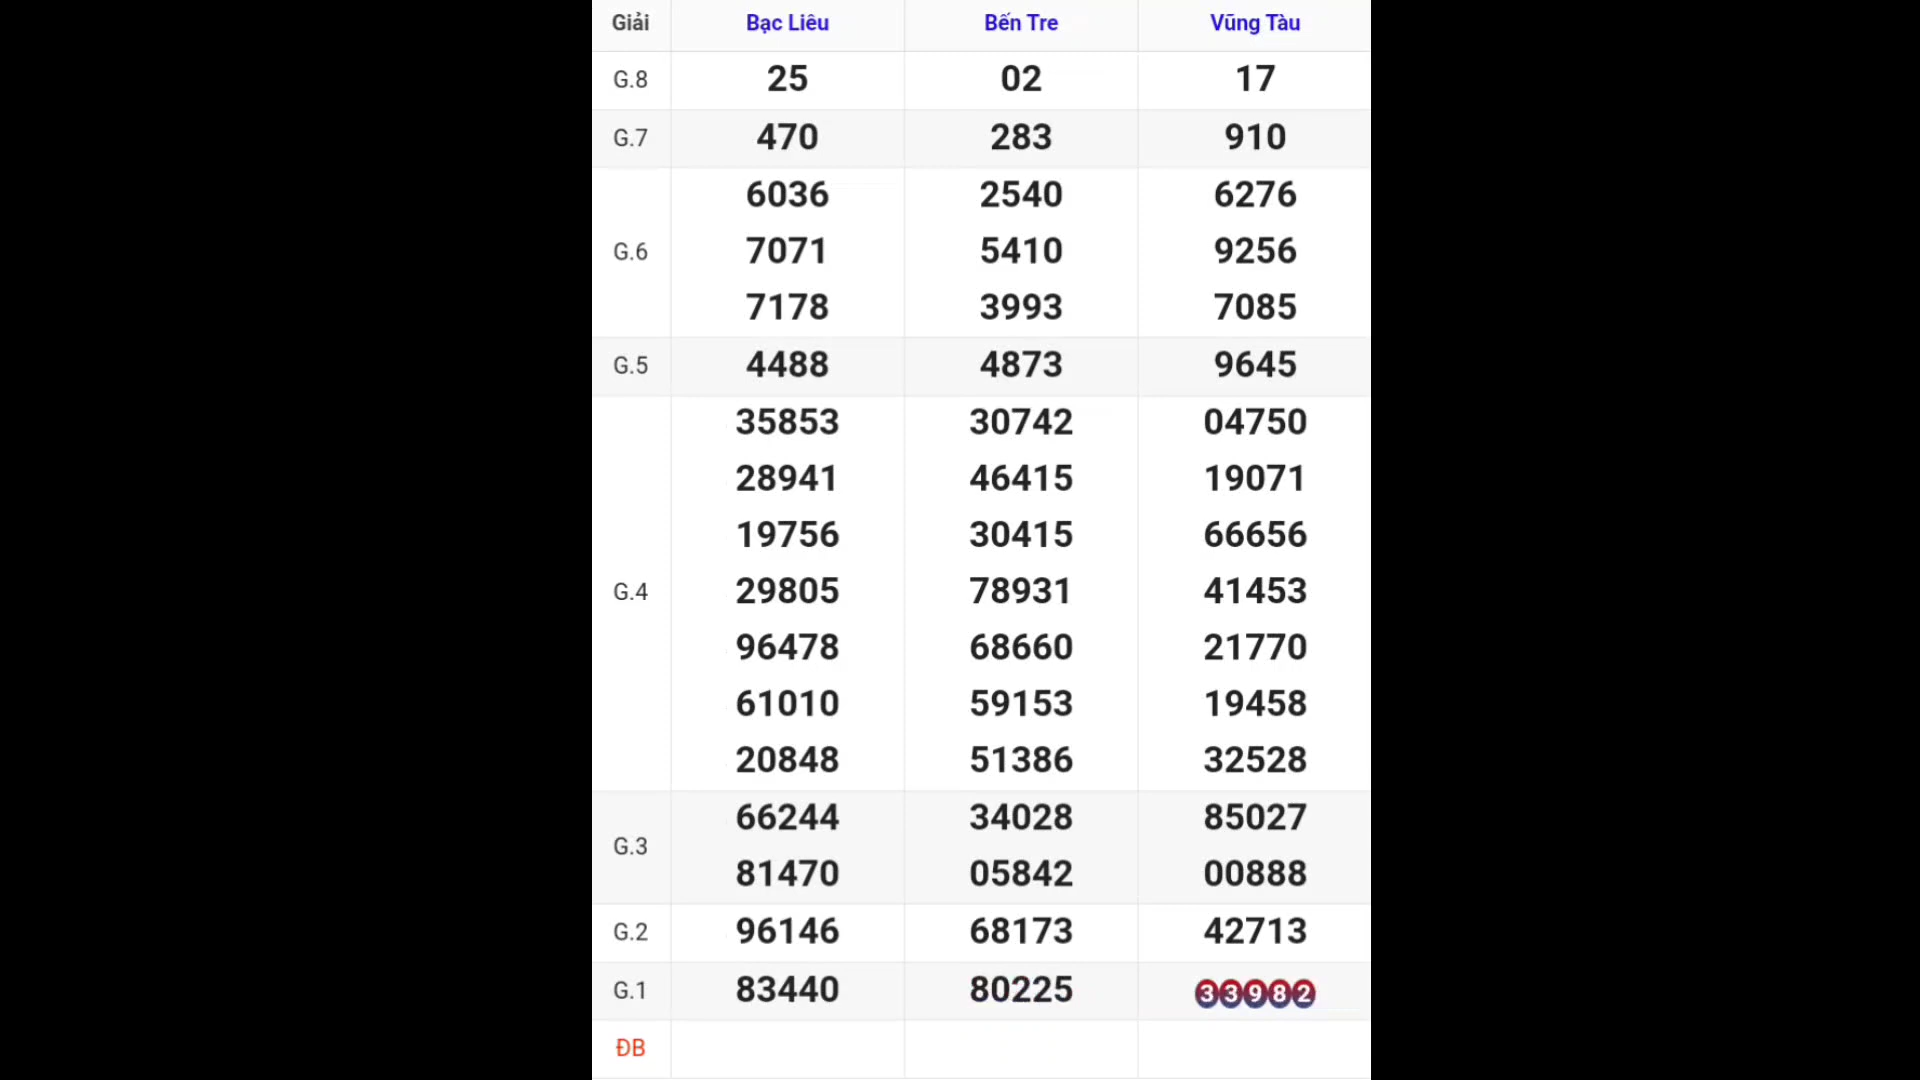 Giải Bạc Liêu Bến Tre Vũng Tàu
G.8 25 02 17
G.7 470 283 910
6036 2540 6276
G.6 7071 5410 9256
7178 3993 7085
G.5 4488 4873 9645
35853 30742 04750
28941 46415 19071
19756 30415 66656
G.4 29805 78931 41453
96478 68660 21770
61010 59153 19458
20848 51386 32528
66244 34028 85027
G.3
81470 05842 00888
G.2 96146 68173 42713
G.1 83440 80225 33982
ĐB